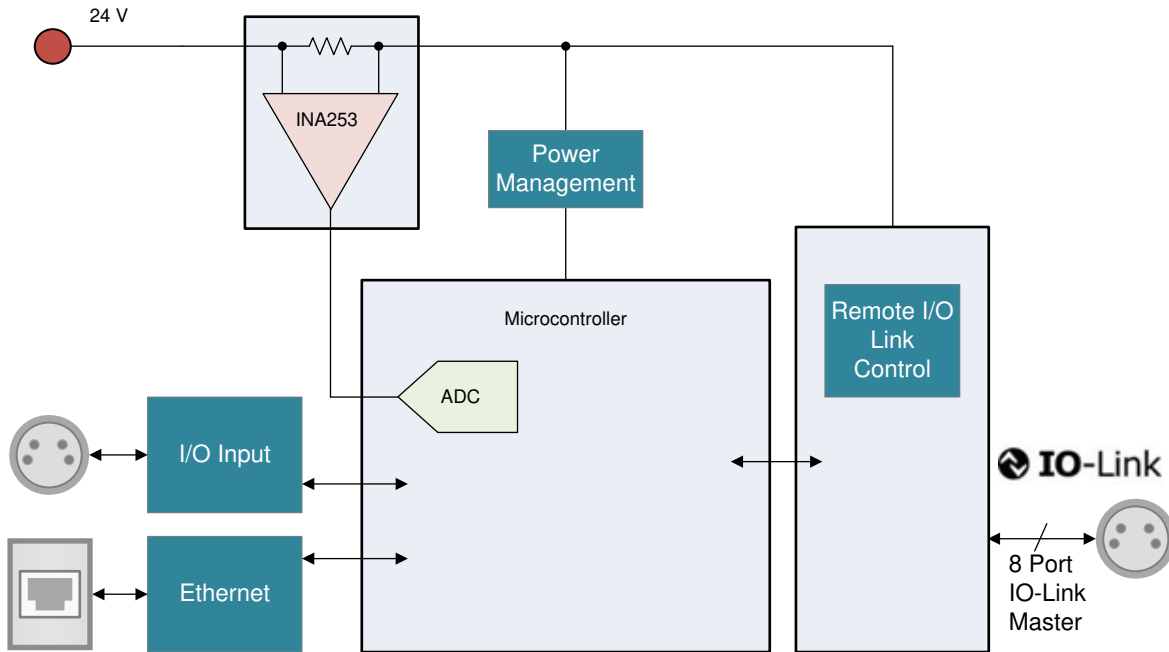 24 V
INA253
Power
Management
Microcontroller
Remote I/O
Link
Control
ADC
I/O Input
IO-Link
Ethernet
8 Port
IO-Link
Master